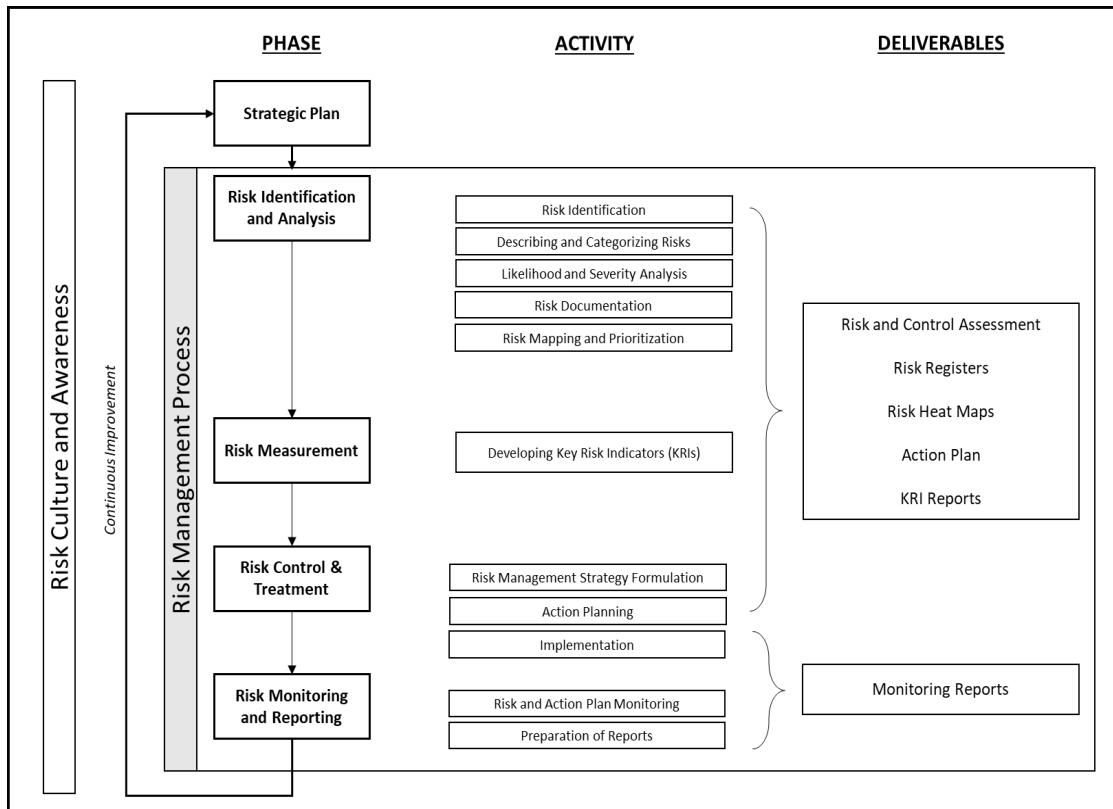 PHASE
ACTIVITY
DELIVERABLES
Risk Culture and Awareness
Continuous Improvement
Strategic Plan
Risk Management Process
Risk Identification
and Analysis
Risk Identification
Describing and Categorizing Risks
Likelihood and Severity Analysis
Risk Documentation
Risk Mapping and Prioritization
Risk Measurement
Developing Key Risk Indicators (KRIs)
Risk Control &
Treatment
Risk Management Strategy Formulation
Action Planning
Implementation
Risk Monitoring
and Reporting
Risk and Action Plan Monitoring
Preparation of Reports
Risk and Control Assessment
Risk Registers
Risk Heat Maps
Action Plan
KRI Reports
Monitoring Reports